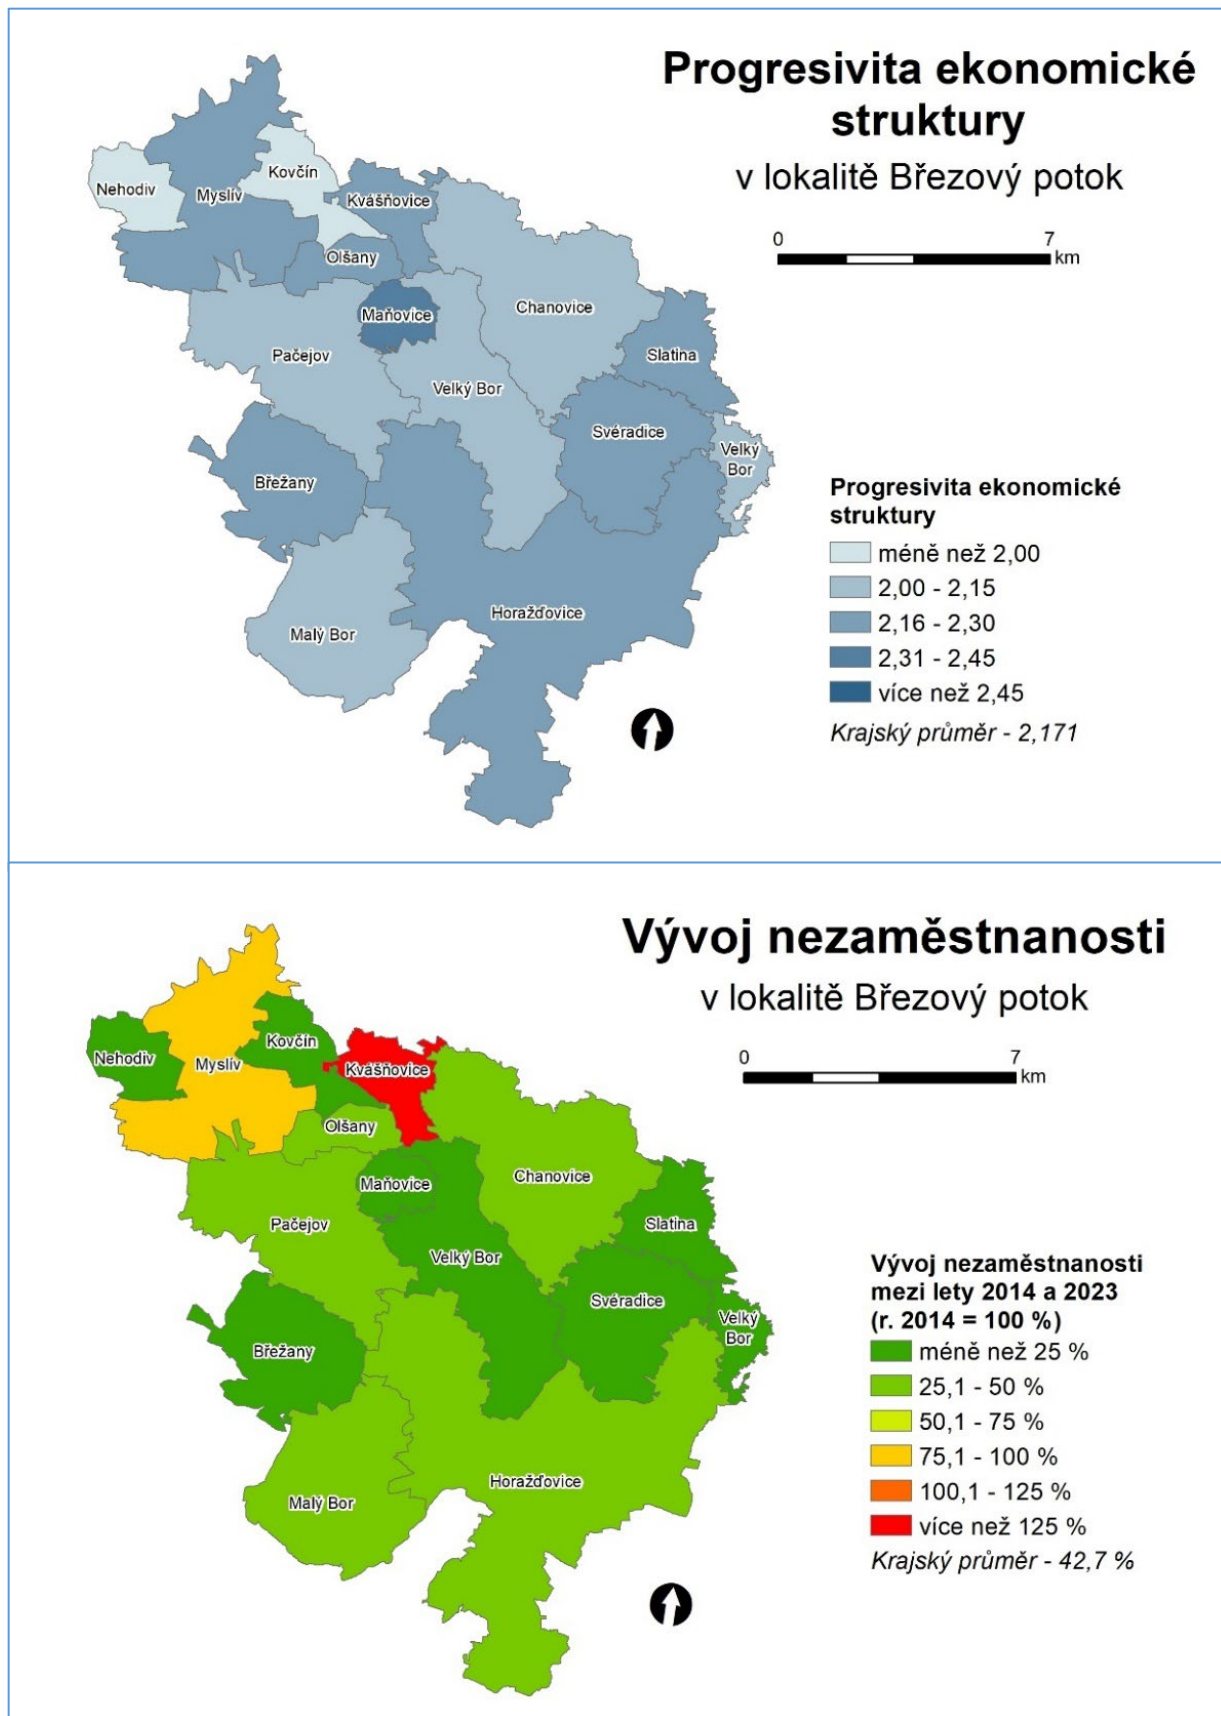 Progresivita ekonomické
struktury
v lokalitě Březový potok
0 7
km
Nehodiv
Myslív
Kovčín
Kvášňovice
Olšany
Maňovice
Chanovice
Pačejov
Slatina
Velký Bor
Svéradice
Velký
Bor
Břežany
Horažďovice
Malý Bor
Progresivita ekonomické
struktury
méně než 2,00
2,00 - 2,15
2,16 - 2,30
2,31 - 2,45
více než 2,45
Krajský průměr - 2,171
Vývoj nezaměstnanosti
v lokalitě Březový potok
0 7
km
Nehodiv
Myslív
Kovčín
Kvášňovice
Olšany
Maňovice
Chanovice
Pačejov
Slatina
Velký Bor
Svéradice
Velký
Bor
Břežany
Horažďovice
Malý Bor
Vývoj nezaměstnanosti
mezi lety 2014 a 2023
(r. 2014 = 100 %)
méně než 25 %
25,1 - 50 %
50,1 - 75 %
75,1 - 100 %
100,1 - 125 %
více než 125 %
Krajský průměr - 42,7 %